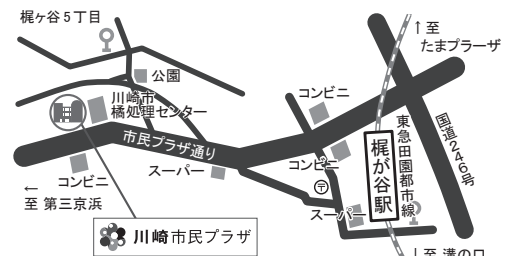 梶ヶ谷5丁目
↑至
たまプラーザ
公園
コンビニ
川崎市
橘処理センター
市民プラザ通り
国道246号
東急田園都市線
梶が谷駅
コンビニ
スーパー
コンビニ
〒
スーパー
←
至 第三京浜
川崎市民プラザ
↓至 溝の口